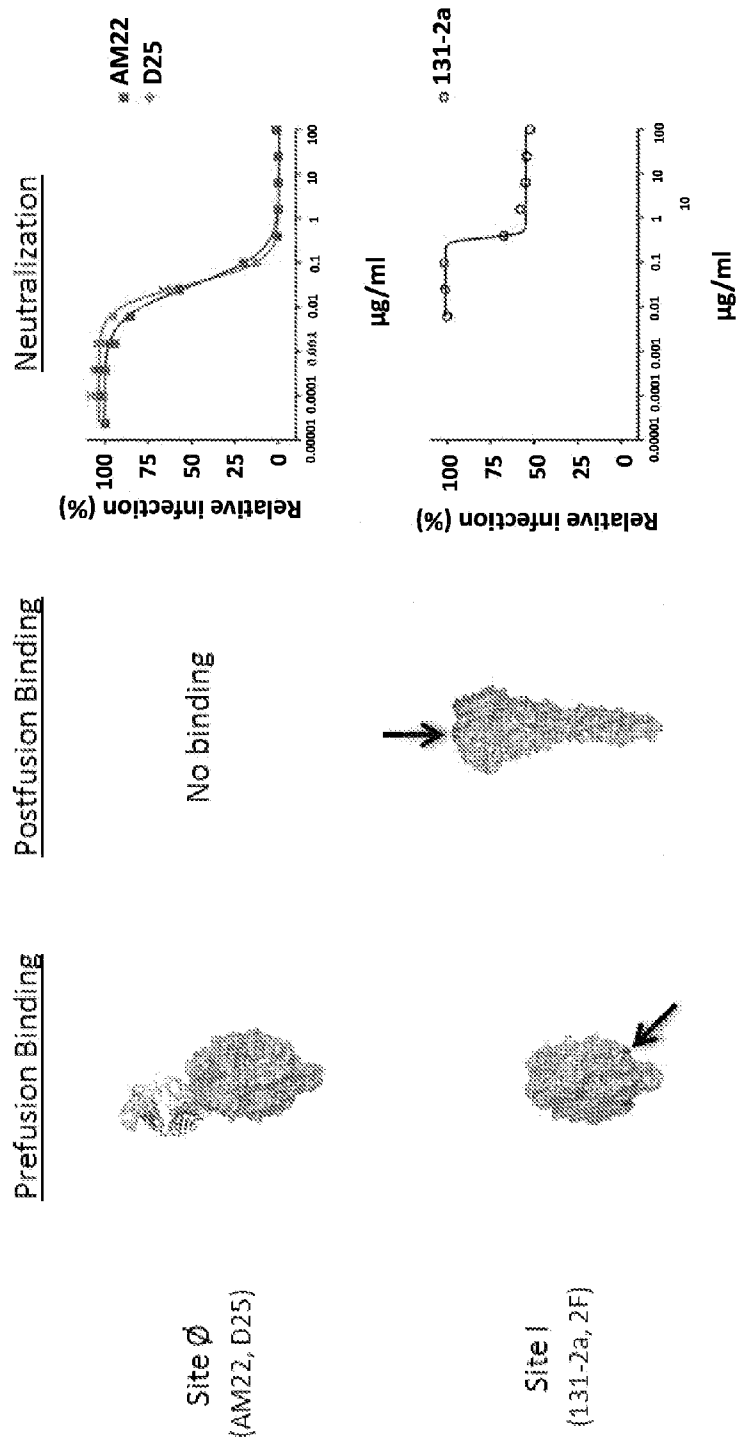 Prefusion Binding
Postfusion Binding
Neutralization
Site Ø
(AM22, D25)
No binding
Relative infection (%)
100
75
50
25
0
0.00001 0.0001 0.001 0.01 0.1 1 10 100
µg/ml
AM22
D25
Site I
(131-2a, 2F)
Relative infection (%)
100
75
50
25
0
0.00001 0.0001 0.001 0.01 0.1 1 10 100
10
µg/ml
131-2a